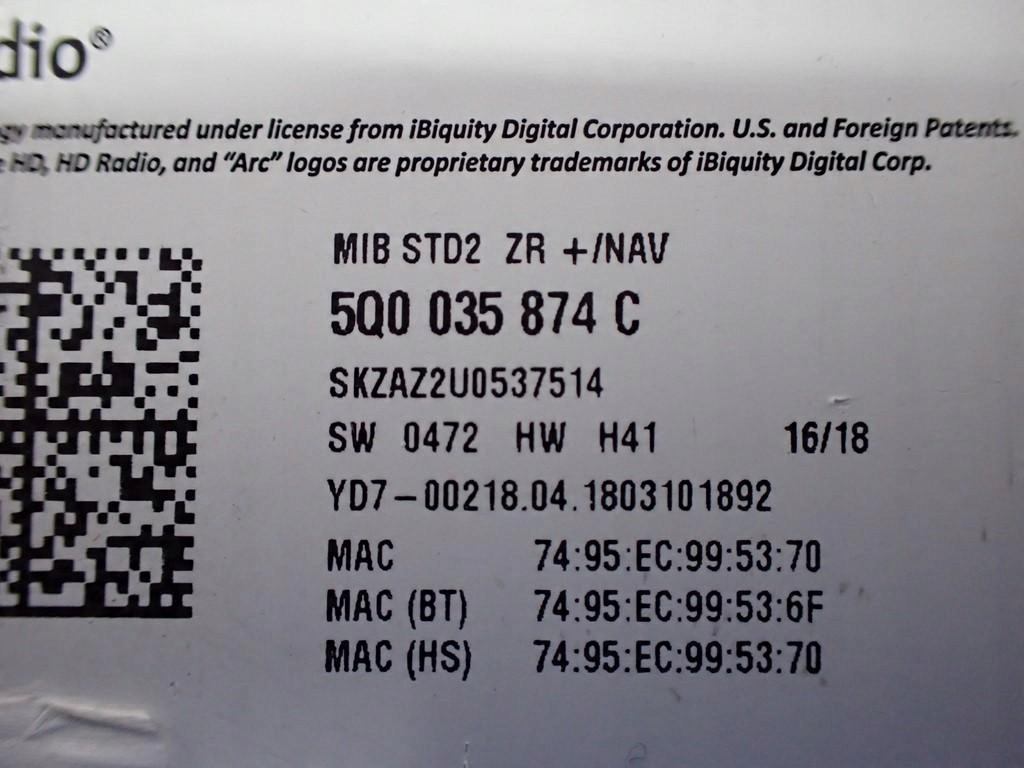 dio®
gy manufactured under license from iBiquity Digital Corporation. U.S. and Foreign Patents.
e HD, HD Radio, and “Arc” logos are proprietary trademarks of iBiquity Digital Corp.
MIB STD2 ZR +/NAV
5Q0 035 874 C
SKZAZ2U0537514
SW 0472 HW H41 16/18
YD7-00218.04.1803101892
MAC 74:95:EC:99:53:70
MAC (BT) 74:95:EC:99:53:6F
MAC (HS) 74:95:EC:99:53:70